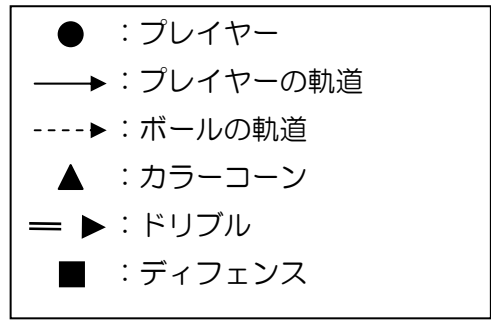 ● ：プレイヤー
：プレイヤーの軌道
：ボールの軌道
▲ ：カラーコーン
：ドリブル
■ ：ディフェンス